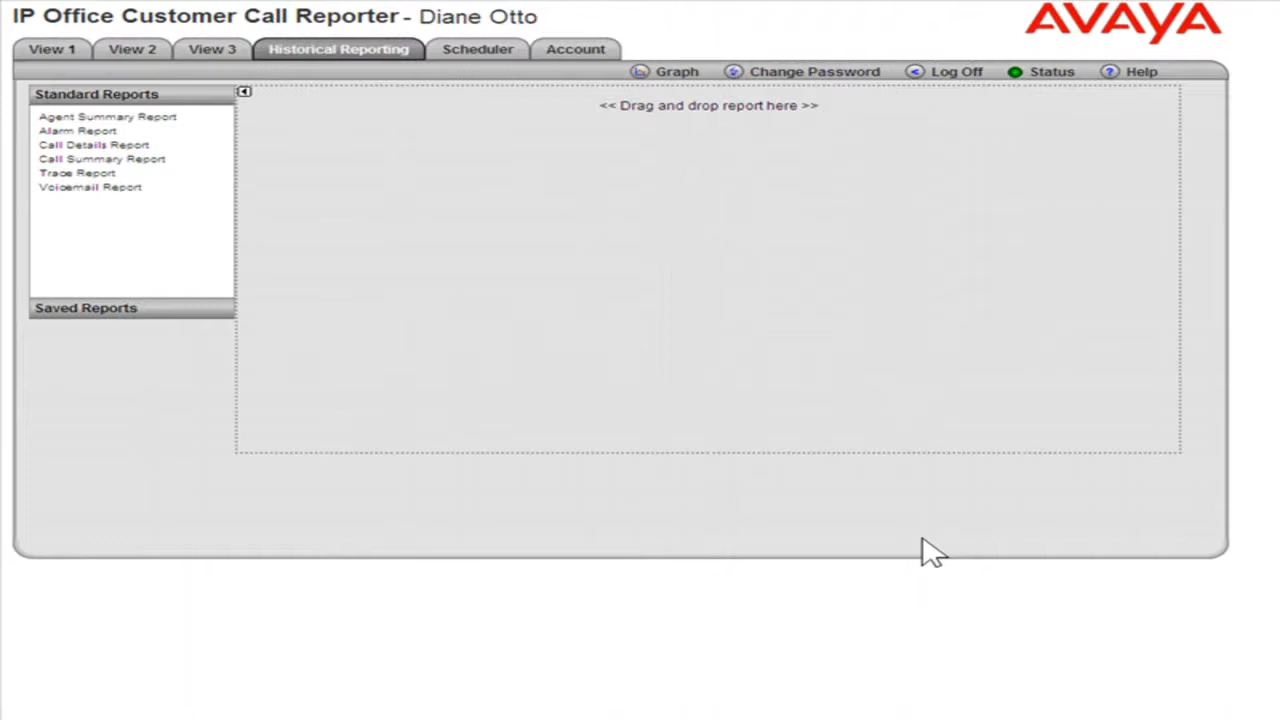 IP Office Customer Call Reporter - Diane Otto
AVAYA
View 1 View 2 View 3 Historical Reporting Scheduler Account
Graph Change Password Log Off Status Help
Standard Reports
<< Drag and drop report here >>
Agent Summary Report
Alarm Report
Call Details Report
Call Summary Report
Trace Report
Voicemail Report
Saved Reports